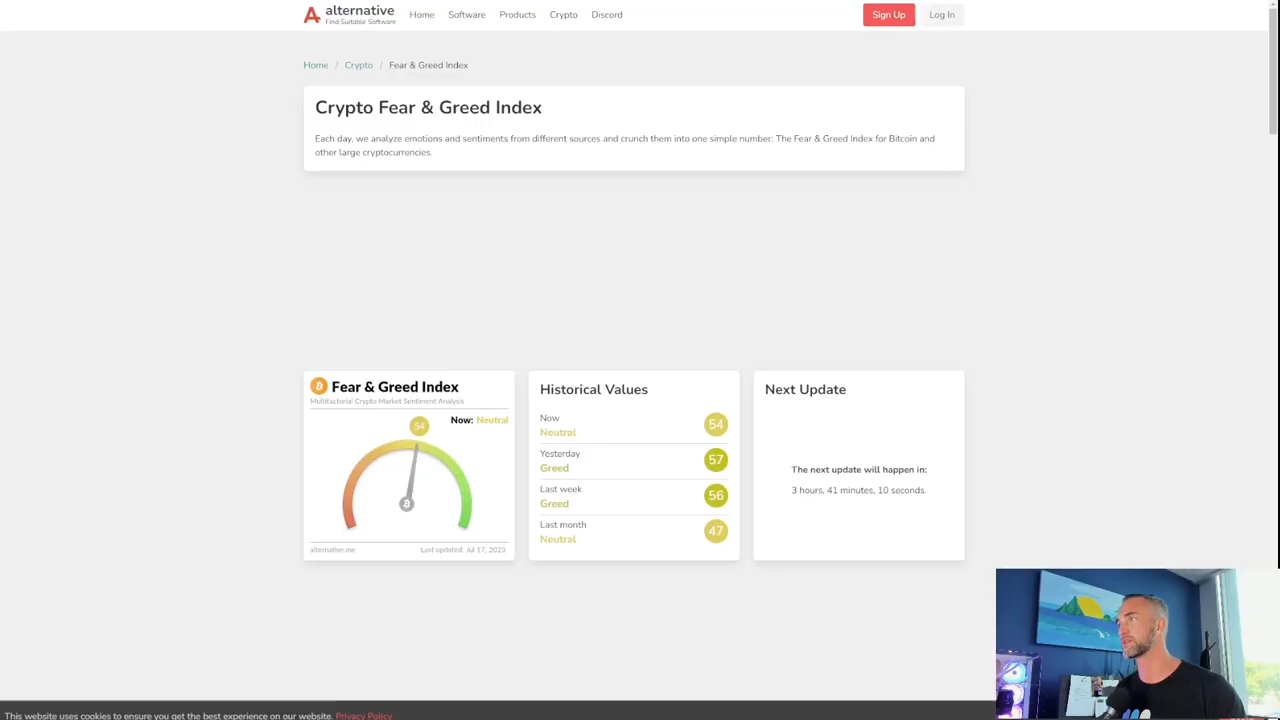 alternative
Find Suitable Software
Home Software Products Crypto Discord
Sign Up Log In
Home / Crypto / Fear & Greed Index
Crypto Fear & Greed Index
Each day, we analyze emotions and sentiments from different sources and crunch them into one simple number: The Fear & Greed Index for Bitcoin and
other large cryptocurrencies.
Fear & Greed Index
Multifactorial Crypto Market Sentiment Analysis
Now: Neutral
54
alternative.me
Last updated: Jul 17, 2023
Historical Values
Now
Neutral
54
Yesterday
Greed
57
Last week
Greed
56
Last month
Neutral
47
Next Update
The next update will happen in:
3 hours, 41 minutes, 10 seconds.
This website uses cookies to ensure you get the best experience on our website. Privacy Policy